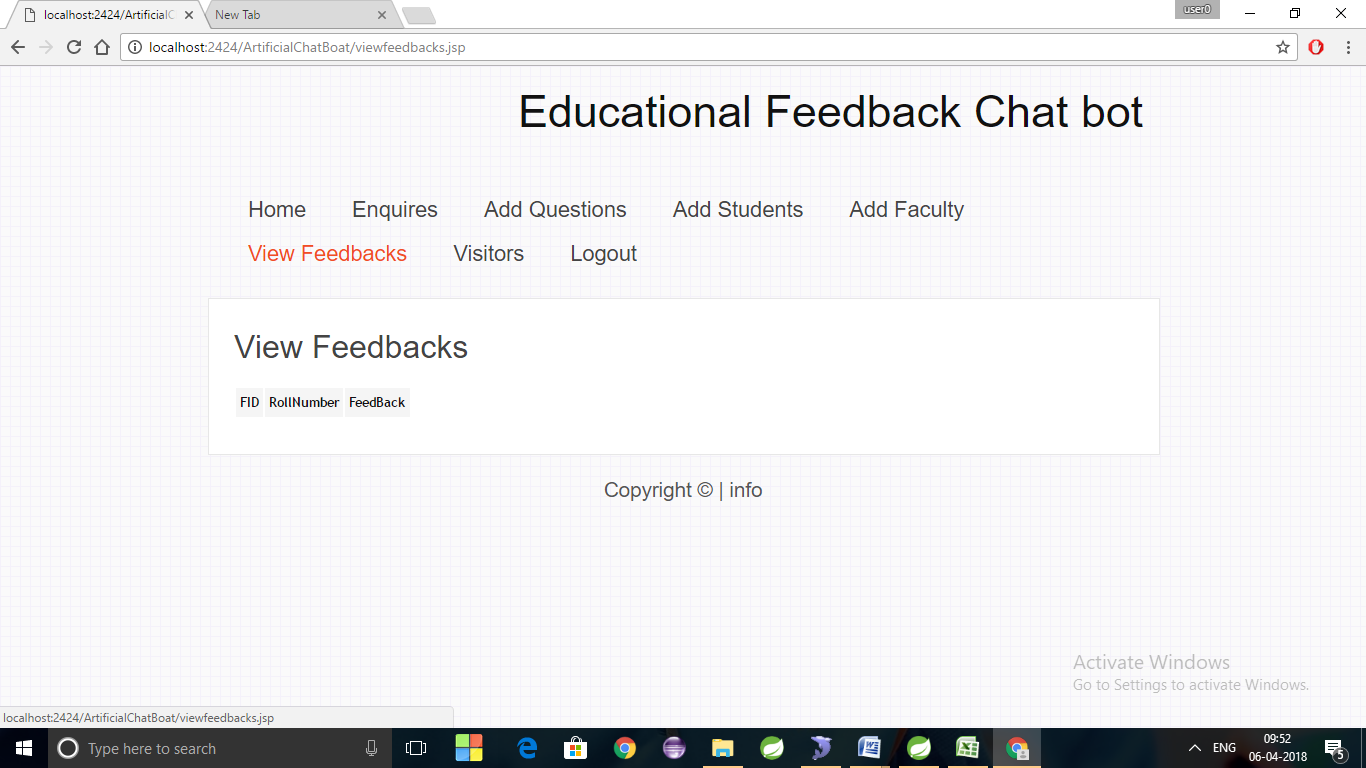 localhost:2424/ArtificialC
New Tab
user0
localhost:2424/ArtificialChatBoat/viewfeedbacks.jsp
Educational Feedback Chat bot
Home Enquires Add Questions Add Students Add Faculty
View Feedbacks Visitors Logout
View Feedbacks
FID RollNumber FeedBack
Copyright © | info
Activate Windows
Go to Settings to activate Windows.
localhost:2424/ArtificialChatBoat/viewfeedbacks.jsp
Type here to search
ENG
09:52
06-04-2018
5